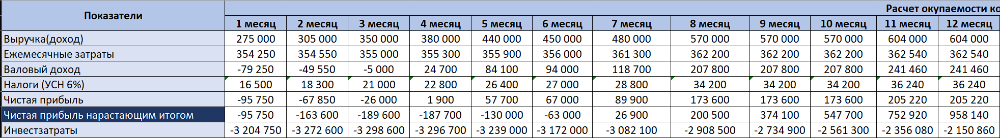 Показатели
Расчет окупаемости ко
1 месяц 2 месяц 3 месяц 4 месяц 5 месяц 6 месяц 7 месяц 8 месяц 9 месяц 10 месяц 11 месяц 12 месяц
Выручка(доход) 275 000 305 000 350 000 380 000 440 000 450 000 480 000 570 000 570 000 570 000 604 000 604 000
Ежемесячные затраты 354 250 354 550 355 000 355 300 355 900 356 000 361 300 362 200 362 200 362 200 362 540 362 540
Валовый доход -79 250 -49 550 -5 000 24 700 84 100 94 000 118 700 207 800 207 800 207 800 241 460 241 460
Налоги (УСН 6%) 16 500 18 300 21 000 22 800 26 400 27 000 28 800 34 200 34 200 34 200 36 240 36 240
Чистая прибыль -95 750 -67 850 -26 000 1 900 57 700 67 000 89 900 173 600 173 600 173 600 205 220 205 220
Чистая прибыль нарастающим итогом -95 750 -163 600 -189 600 -187 700 -130 000 -63 000 26 900 200 500 374 100 547 700 752 920 958 140
Инвестзатраты -3 204 750 -3 272 600 -3 298 600 -3 296 700 -3 239 000 -3 172 000 -3 082 100 -2 908 500 -2 734 900 -2 561 300 -2 356 080 -2 150 860